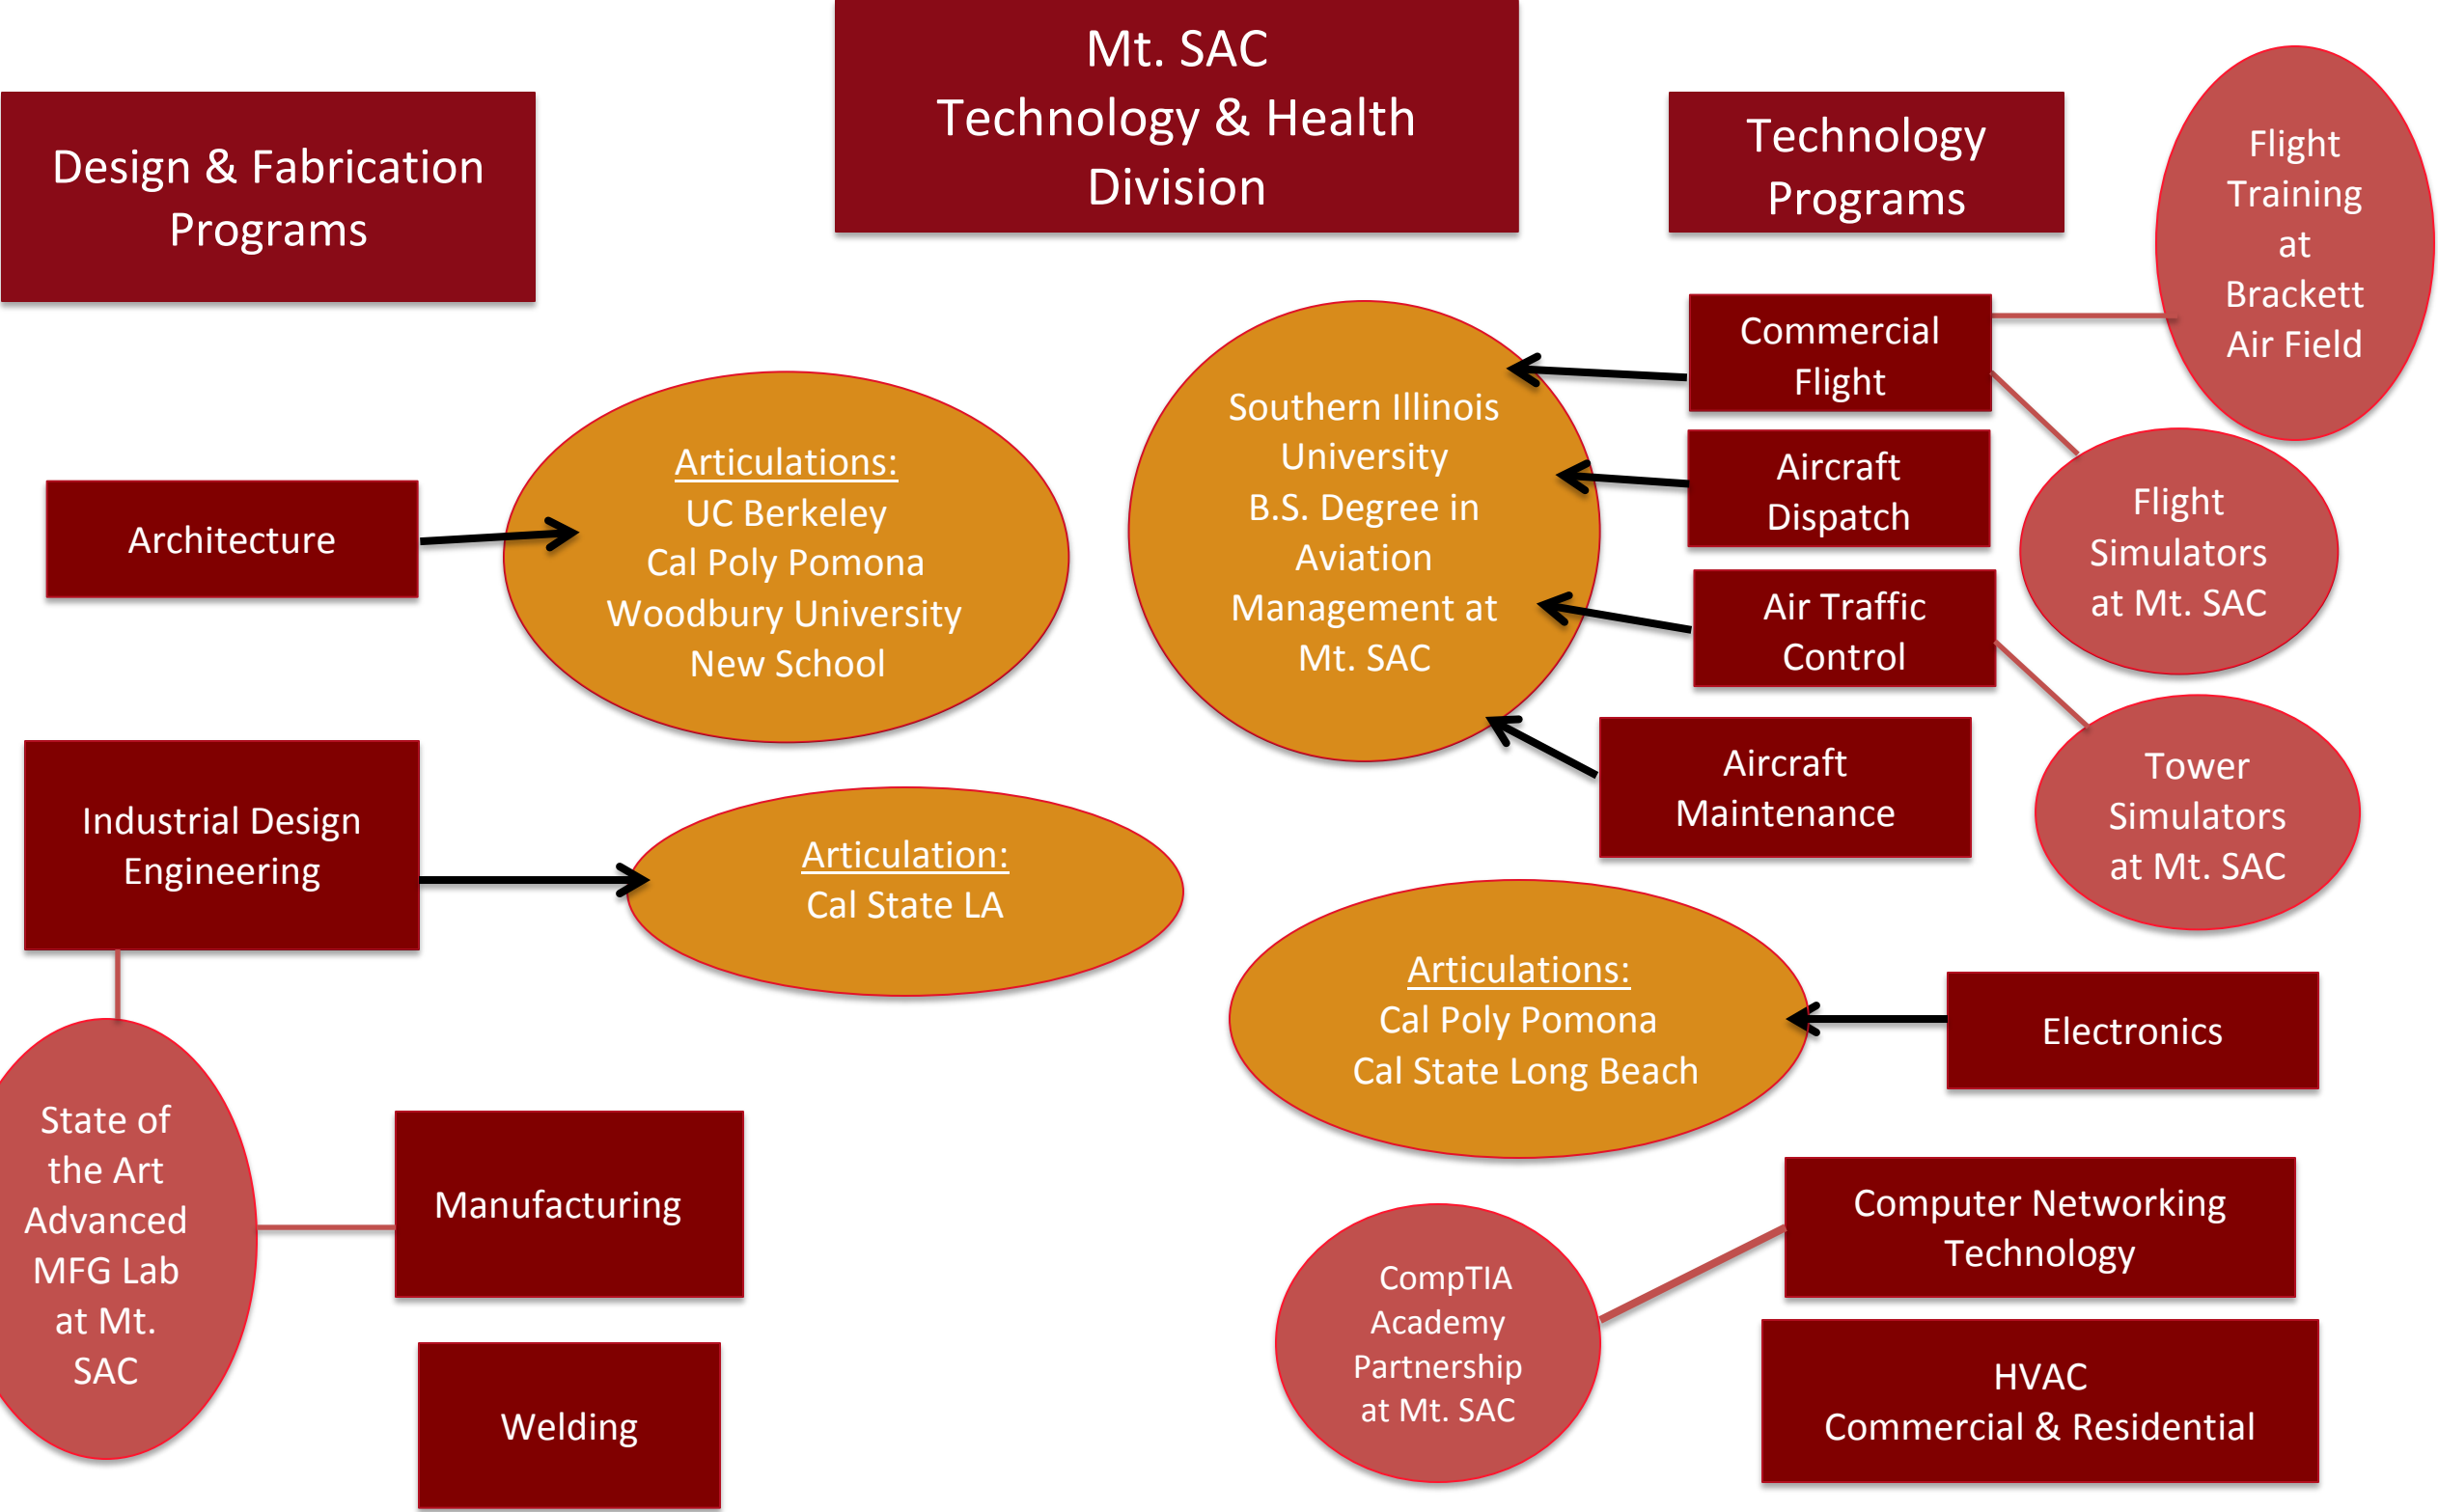 Mt. SAC
Technology & Health
Division
Design & Fabrication
Programs
Technology
Programs
Flight
Training
at
Brackett
Air Field
Commercial
Flight
Southern Illinois
University
B.S. Degree in
Aviation
Management at
Mt. SAC
Aircraft
Dispatch
Flight
Simulators
at Mt. SAC
Architecture
Articulations:
UC Berkeley
Cal Poly Pomona
Woodbury University
New School
Air Traffic
Control
Aircraft
Maintenance
Tower
Simulators
at Mt. SAC
Industrial Design
Engineering
Articulation:
Cal State LA
Articulations:
Cal Poly Pomona
Cal State Long Beach
Electronics
State of
the Art
Advanced
MFG Lab
at Mt.
SAC
Manufacturing
Welding
Computer Networking
Technology
CompTIA
Academy
Partnership
at Mt. SAC
HVAC
Commercial & Residential